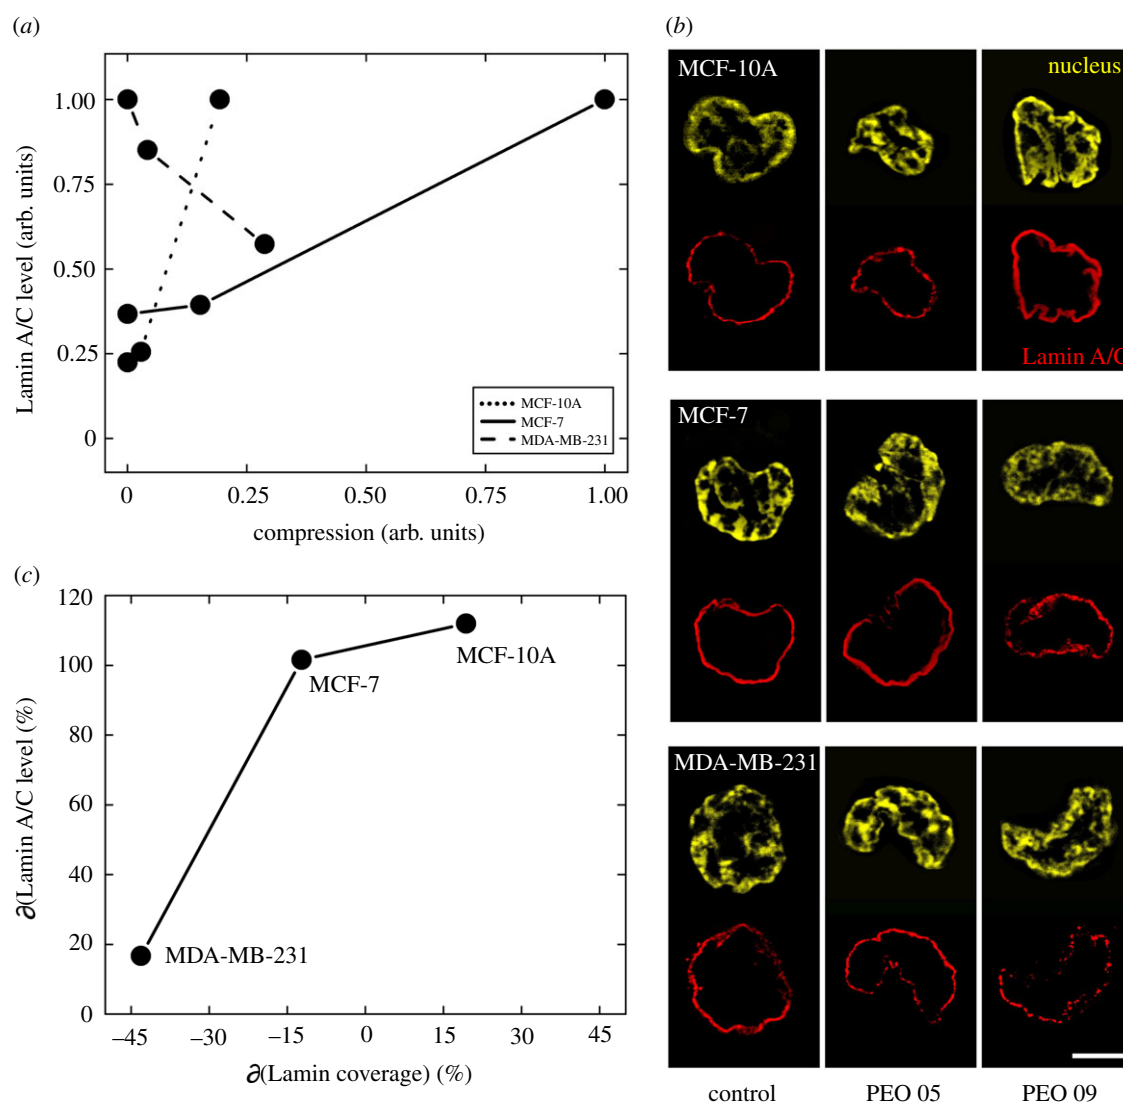 (a)
Lamin A/C level (arb. units)
1.00
0.75
0.50
0.25
0
MCF-10A
MCF-7
MDA-MB-231
0 0.25 0.50 0.75 1.00
compression (arb. units)
(b)
MCF-10A
nucleus
Lamin A/C
MCF-7
MDA-MB-231
control PEO 05 PEO 09
(c)
∂(Lamin A/C level) (%)
120
100
80
60
40
20
0
MCF-10A
MCF-7
MDA-MB-231
–45 –30 –15 0 15 30 45
∂(Lamin coverage) (%)